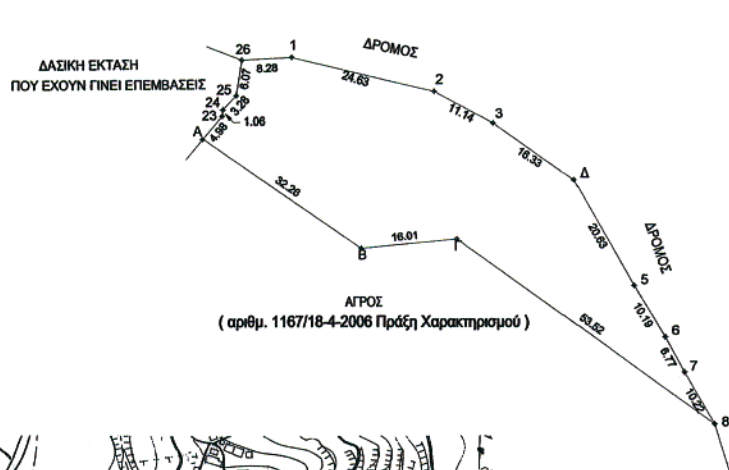 26
1
ΔΡΟΜΟΣ
8.28
ΔΑΣΙΚΗ ΕΚΤΑΣΗ
ΠΟΥ ΕΧΟΥΝ ΓΙΝΕΙ ΕΠΕΜΒΑΣΕΙΣ
6.07
24.63
2
25
24
3.28
11.14
23
1.06
3
A
4.98
16.33
Δ
32.26
20.63
ΔΡΟΜΟΣ
16.01
B
Γ
5
ΑΓΡΟΣ
( αριθμ. 1167/18-4-2006 Πράξη Χαρακτηρισμού )
10.19
53.52
6
6.77
7
10.22
8